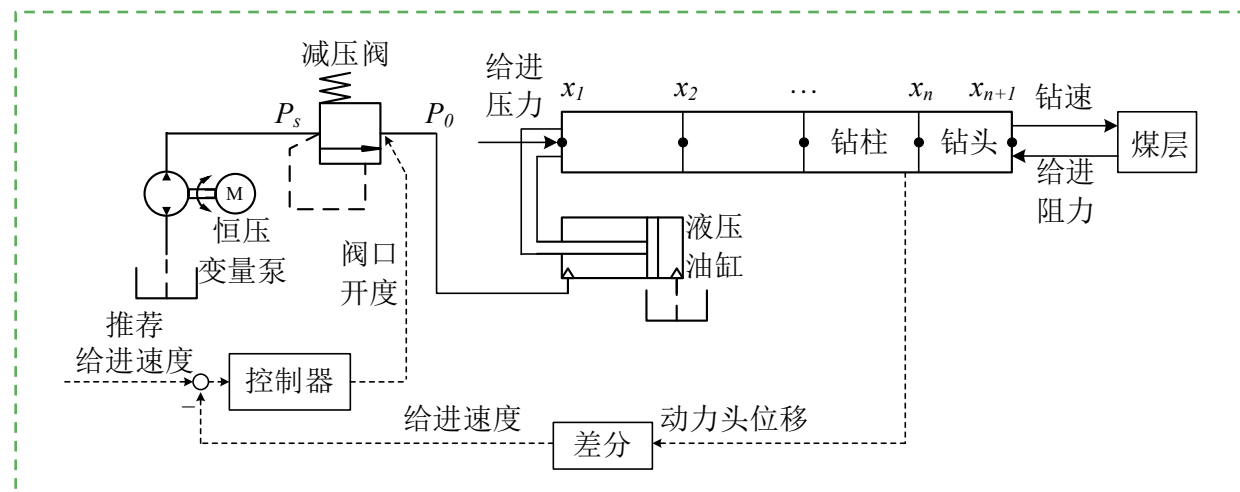 减压阀
给进
压力
x1
x2
…
xn
xn+1
钻速
Ps
P0
钻柱
钻头
煤层
给进
阻力
M
恒压
变量泵
阀口
开度
液压
油缸
推荐
给进速度
控制器
−
给进速度
动力头位移
差分